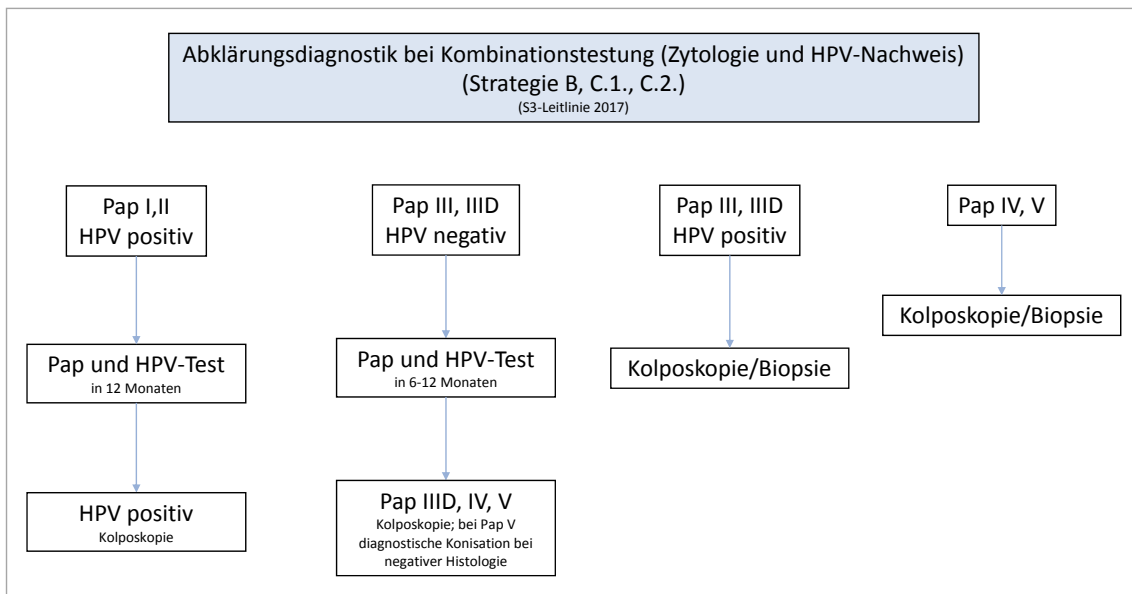 Abklärungsdiagnostik bei Kombinationstestung (Zytologie und HPV-Nachweis)
(Strategie B, C.1., C.2.)
(S3-Leitlinie 2017)
Pap I,II
HPV positiv
Pap und HPV-Test
in 12 Monaten
HPV positiv
Kolposkopie
Pap III, IIID
HPV negativ
Pap und HPV-Test
in 6-12 Monaten
Pap IIID, IV, V
Kolposkopie; bei Pap V
diagnostische Konisation bei
negativer Histologie
Pap III, IIID
HPV positiv
Kolposkopie/Biopsie
Pap IV, V
Kolposkopie/Biopsie